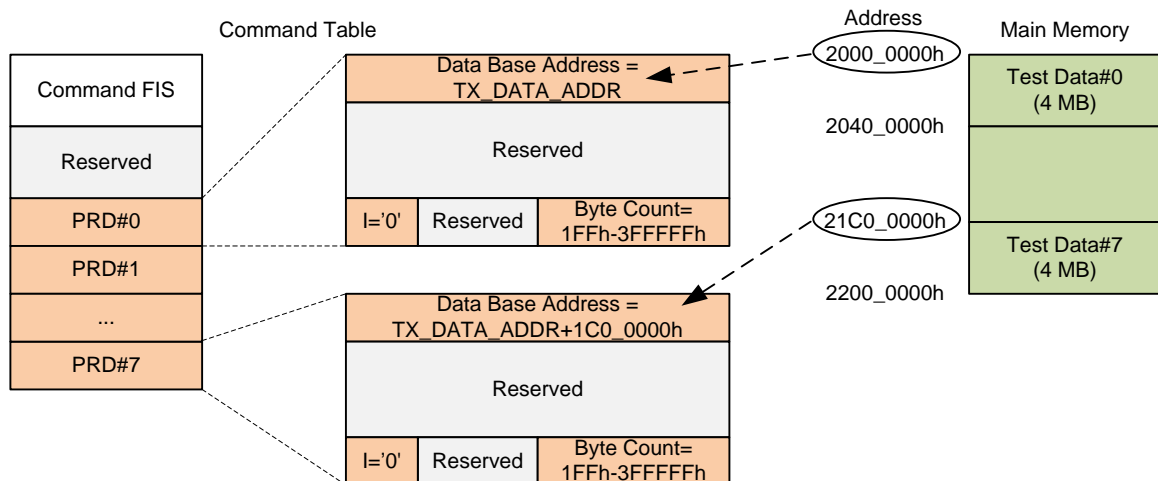 Command Table
Address
Main Memory
Command FIS
Reserved
PRD#0
PRD#1
...
PRD#7
Data Base Address =
TX_DATA_ADDR
Reserved
I='0'
Reserved
Byte Count=
1FFh-3FFFFFh
Data Base Address =
TX_DATA_ADDR+1C0_0000h
Reserved
I='0'
Reserved
Byte Count=
1FFh-3FFFFFh
2000_0000h
2040_0000h
21C0_0000h
2200_0000h
Test Data#0
(4 MB)
Test Data#7
(4 MB)